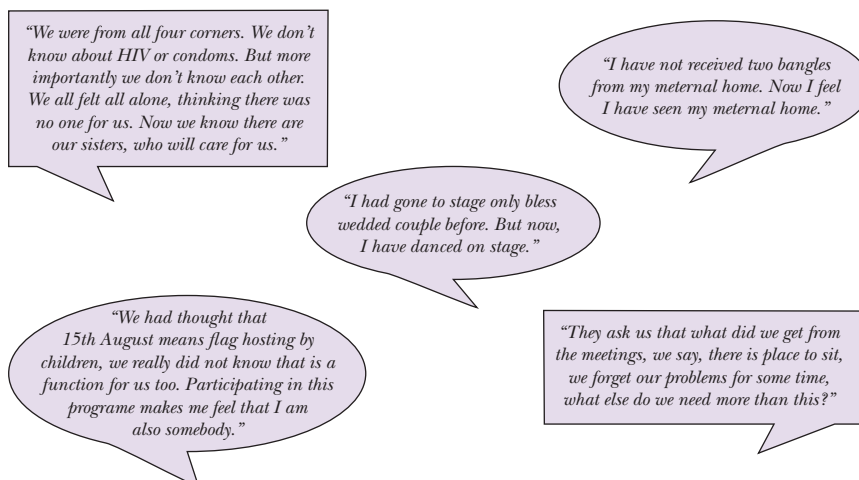 “We were from all four corners. We don’t
know about HIV or condoms. But more
importantly we don’t know each other.
We all felt all alone, thinking there was
no one for us. Now we know there are
our sisters, who will care for us.”
“I have not received two bangles
from my meternal home. Now I feel
I have seen my meternal home.”
“I had gone to stage only bless
wedded couple before. But now,
I have danced on stage.”
“We had thought that
15th August means flag hosting by
children, we really did not know that is a
function for us too. Participating in this
programe makes me feel that I am
also somebody.”
“They ask us that what did we get from
the meetings, we say, there is place to sit,
we forget our problems for some time,
what else do we need more than this?”